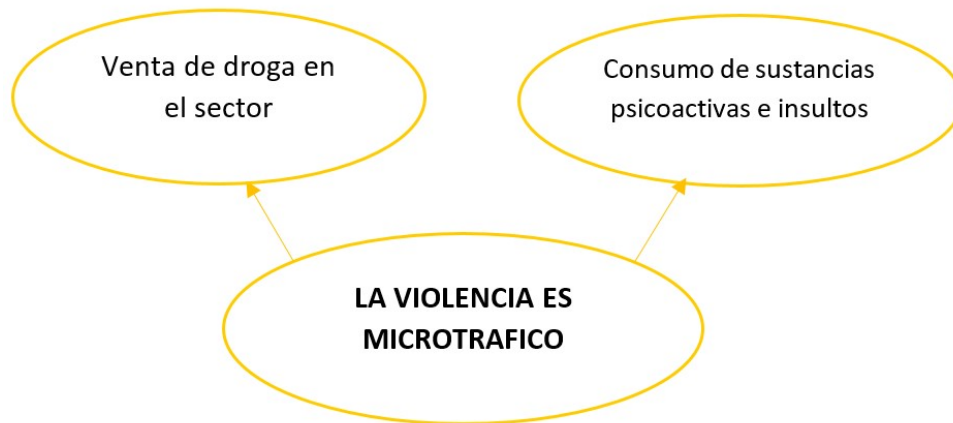 Venta de droga en
el sector
Consumo de sustancias
psicoactivas e insultos
LA VIOLENCIA ES
MICROTRAFICO